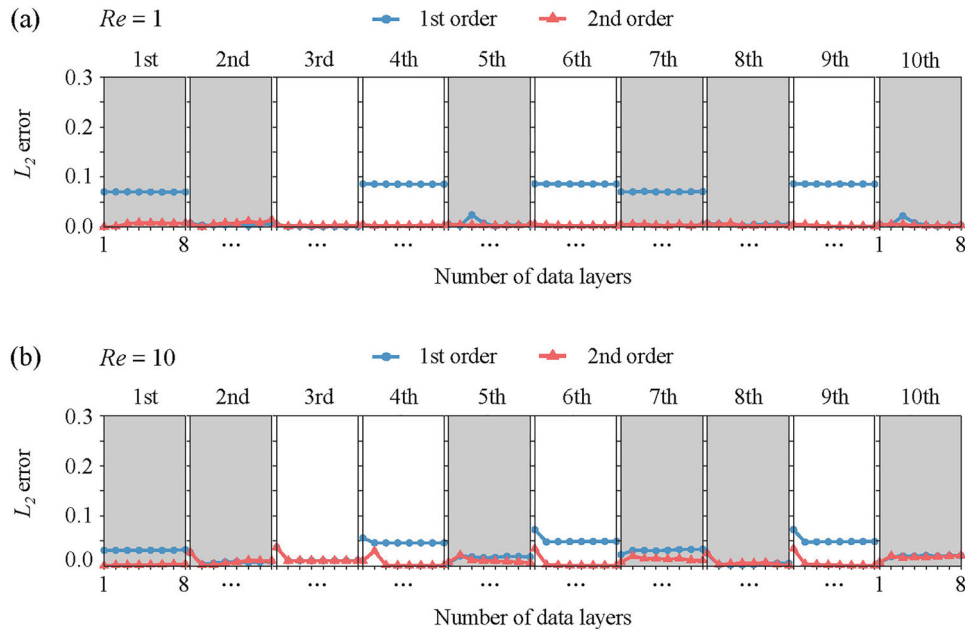 (a) Re = 1 1st order 2nd order
1st 2nd 3rd 4th 5th 6th 7th 8th 9th 10th
0.3
0.2
0.1
0.0
L2 error
1 8 ... ... ... ... ... ... ... ... 1 8
Number of data layers
(b) Re = 10 1st order 2nd order
1st 2nd 3rd 4th 5th 6th 7th 8th 9th 10th
0.3
0.2
0.1
0.0
L2 error
1 8 ... ... ... ... ... ... ... ... 1 8
Number of data layers